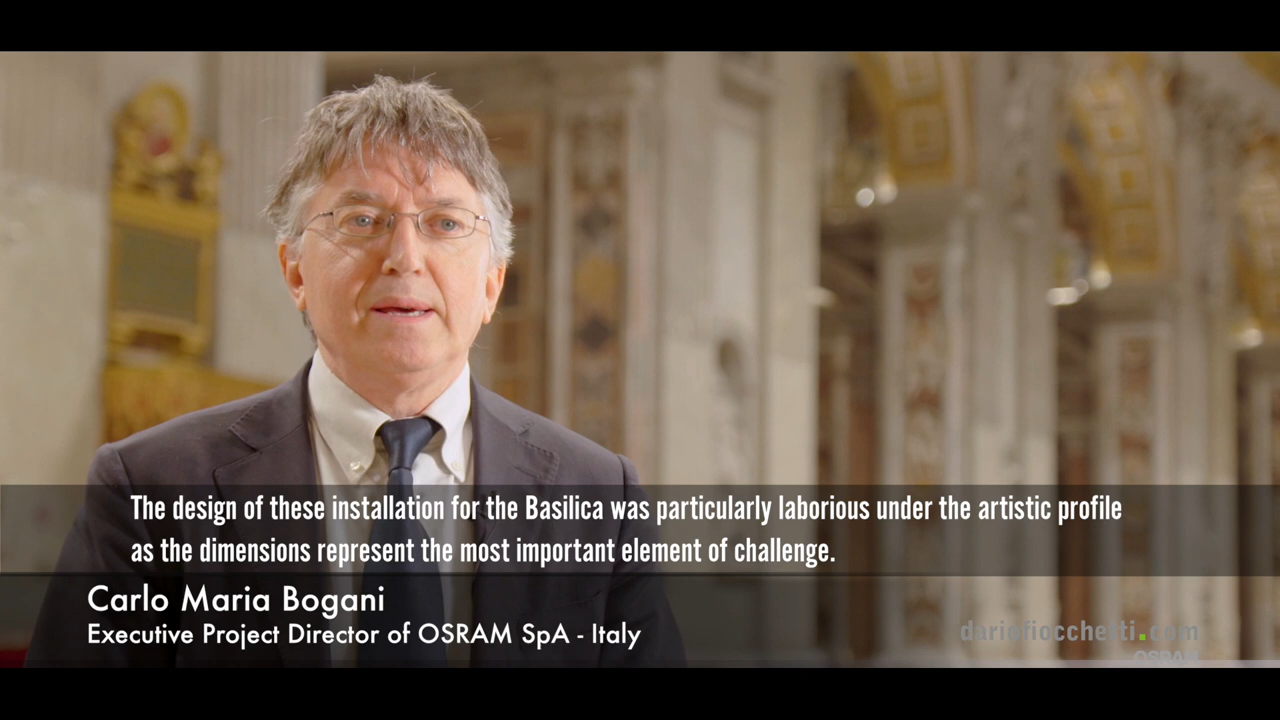 The design of these installation for the Basilica was particularly laborious under the artistic profile
as the dimensions represent the most important element of challenge.
Carlo Maria Bogani
Executive Project Director of OSRAM SpA - Italy
dariofiocchetti.com
OSRAM